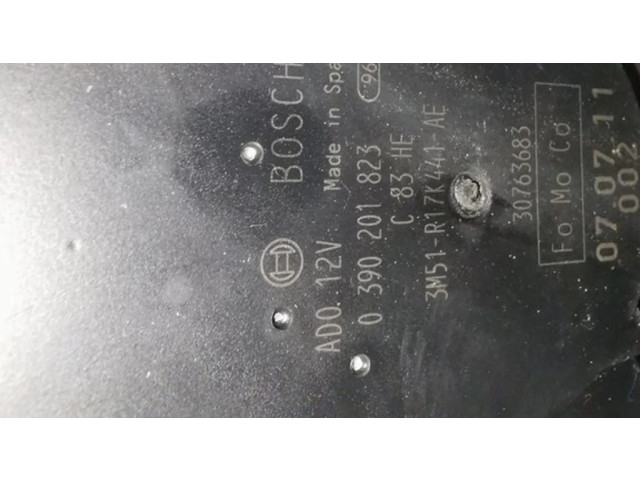 BOSCH
ADO 12V Made in Spa
0 390 201 823 96
C 83 HE
3M51-R17K441-AE
30763683
Fo Mo Co
07 07 11
002